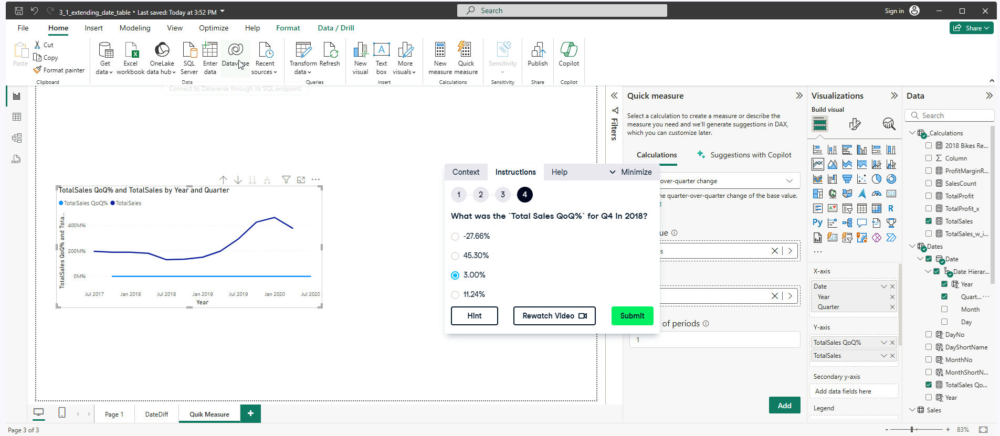 3_1_extending_date_table • Last saved: Today at 3:52 PM
Search
Sign in
File
Home
Insert
Modeling
View
Optimize
Help
Format
Data / Drill
Share
Paste
Cut
Copy
Format painter
Clipboard
Get data
Excel workbook
OneLake data hub
SQL Server
Enter data
Dataverse
Recent sources
Data
Transform data
Refresh
Queries
New visual
Text box
More visuals
Insert
New measure
Quick measure
Calculations
Sensitivity
Sensitivity
Publish
Share
Copilot
Copilot
Connect to Dataverse through its SQL endpoint.
TotalSales QoQ% and TotalSales by Year and Quarter
TotalSales QoQ% TotalSales
TotalSales QoQ% and Tota...
400M%
200M%
0M%
Jul 2017
Jan 2018
Jul 2018
Jan 2019
Jul 2019
Jan 2020
Jul 2020
Year
Context
Instructions
Help
Minimize
1
2
3
4
What was the `Total Sales QoQ%` for Q4 in 2018?
-27.66%
45.30%
3.00%
11.24%
Hint
Rewatch Video
Submit
Filters
Quick measure
Select a calculation to create a measure or describe the
measure you need and we'll generate suggestions in DAX,
which you can customize later.
Calculations
Suggestions with Copilot
over-quarter change
ne quarter-over-quarter change of the base value.
e
ue
s
of periods
1
Add
Visualizations
Build visual
123
R
Py
123
...
X-axis
Date
Year
Quarter
Y-axis
TotalSales QoQ%
TotalSales
Secondary y-axis
Add data fields here
Legend
Data
Search
_Calculations
2018 Bikes Re...
Column
ProfitMarginR...
SalesCount
TotalProfit
TotalProfit_x
TotalSales
TotalSales_w_i...
Dates
Date
Date Hierar...
Year
Quart...
Month
Day
DayNo
DayShortName
MonthNo
MonthShortN...
TotalSales Qo...
Year
Sales
Page 1
DateDiff
Quik Measure
+
Page 3 of 3
- + 83%